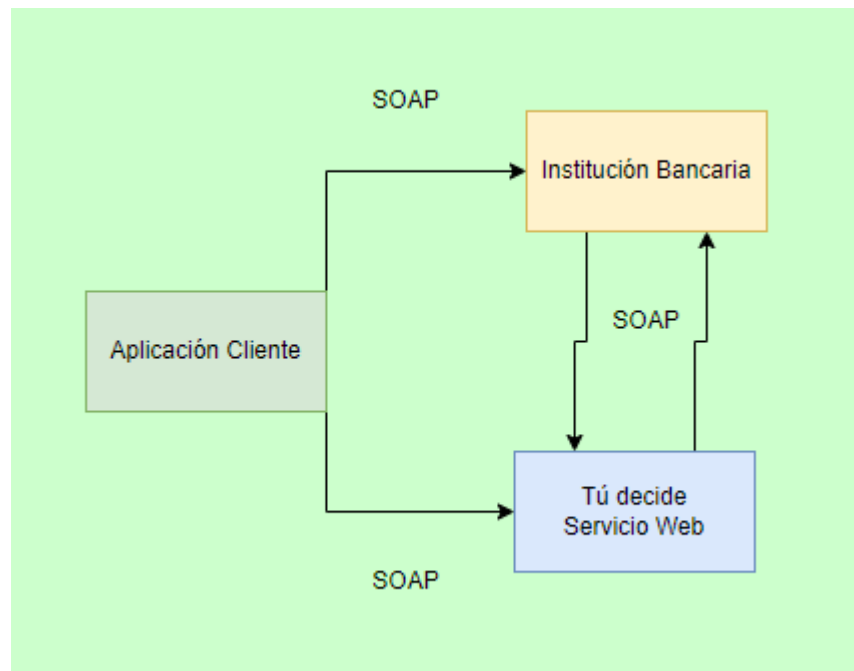 SOAP
Institución Bancaria
SOAP
Aplicación Cliente
Tú decide
Servicio Web
SOAP